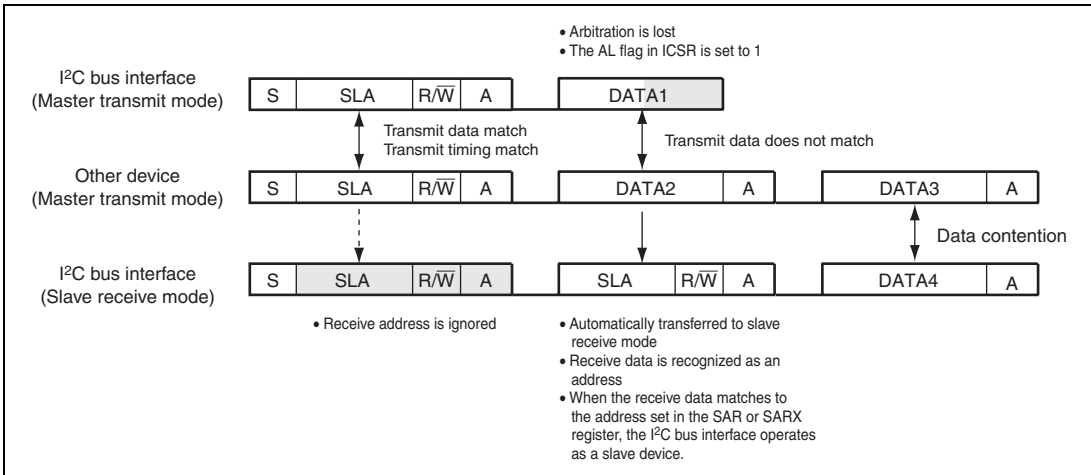 • Arbitration is lost
• The AL flag in ICSR is set to 1
I²C bus interface
(Master transmit mode)
S SLA R/W̅ A DATA1
Transmit data match
Transmit timing match
Transmit data does not match
Other device
(Master transmit mode)
S SLA R/W̅ A DATA2 A DATA3 A
Data contention
I²C bus interface
(Slave receive mode)
S SLA R/W̅ A SLA R/W̅ A DATA4 A
• Receive address is ignored
• Automatically transferred to slave
receive mode
• Receive data is recognized as an
address
• When the receive data matches to
the address set in the SAR or SARX
register, the I²C bus interface operates
as a slave device.